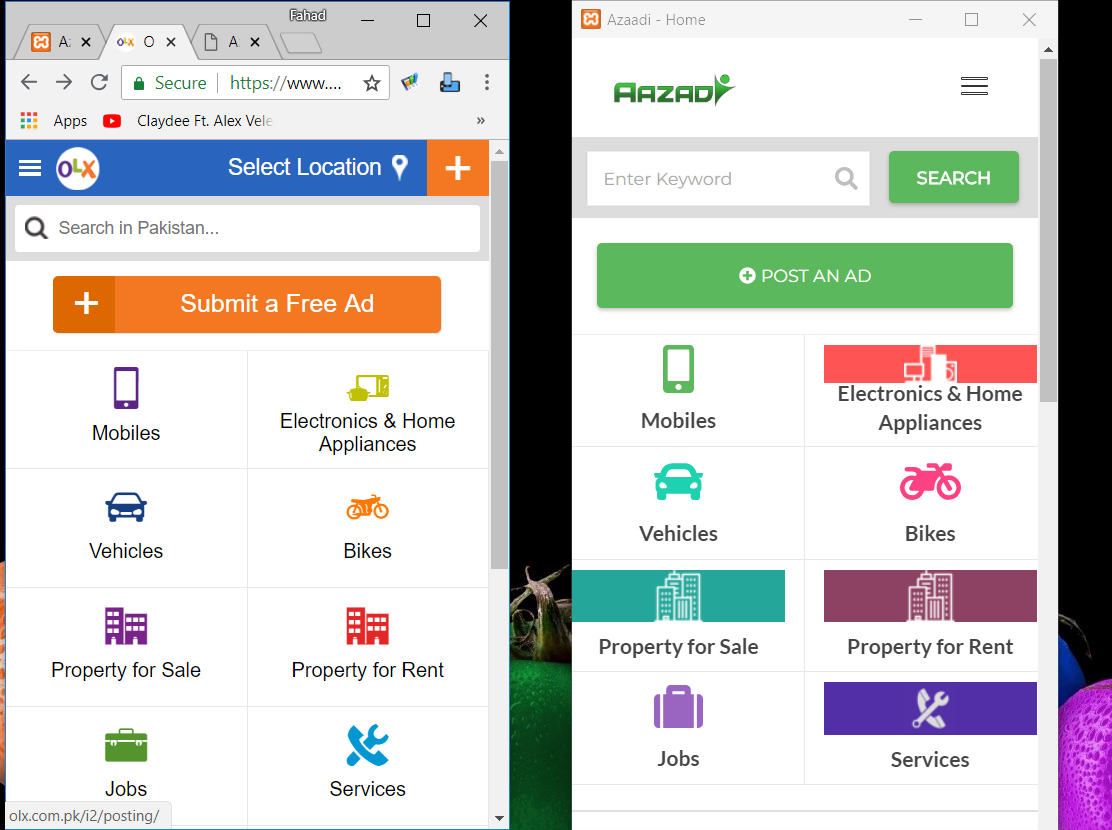 Fahad
Az
O
A
Secure
https://www....
Apps
Claydee Ft. Alex Vele
»
OLX
Select Location
Search in Pakistan...
Submit a Free Ad
Mobiles
Electronics & Home
Appliances
Vehicles
Bikes
Property for Sale
Property for Rent
Jobs
Services
olx.com.pk/i2/posting/
Azaadi - Home
AAZADI
Enter Keyword
SEARCH
POST AN AD
Mobiles
Electronics & Home
Appliances
Vehicles
Bikes
Property for Sale
Property for Rent
Jobs
Services